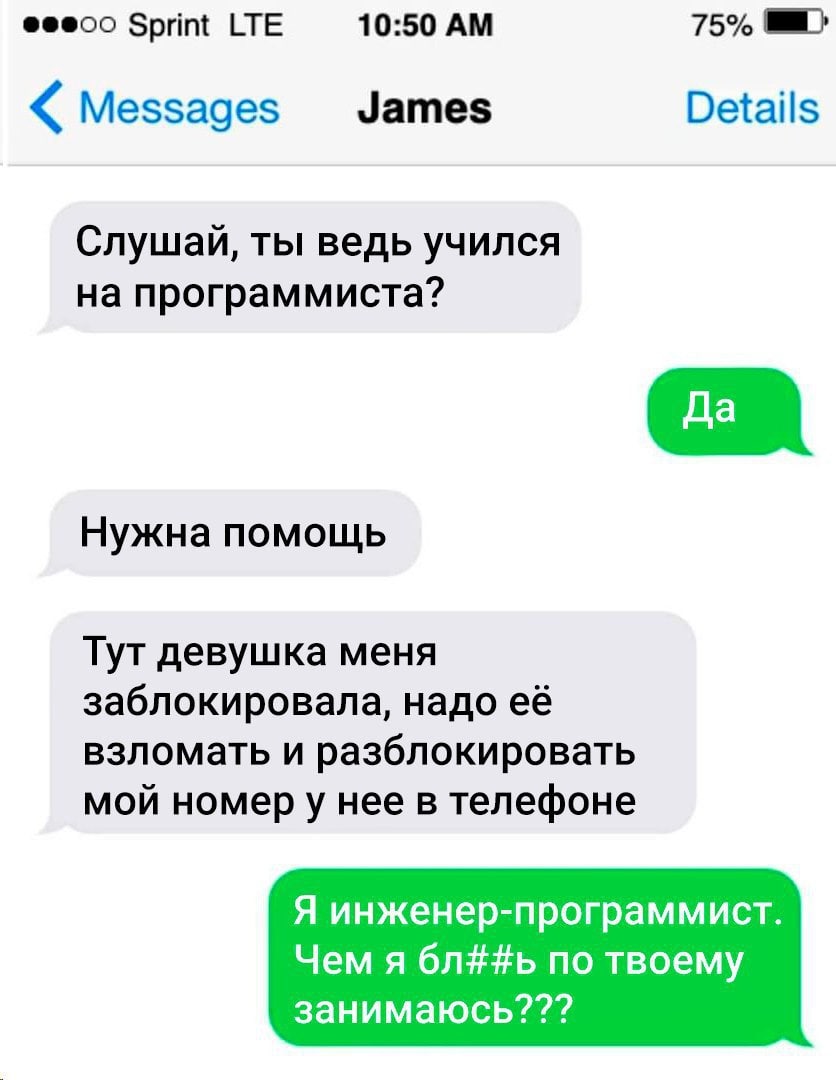 Sprint LTE 10:50 AM 75%
Messages James Details
Слушай, ты ведь учился
на программиста?
Да
Нужна помощь
Тут девушка меня
заблокировала, надо её
взломать и разблокировать
мой номер у нее в телефоне
Я инженер-программист.
Чем я бл##ь по твоему
занимаюсь???